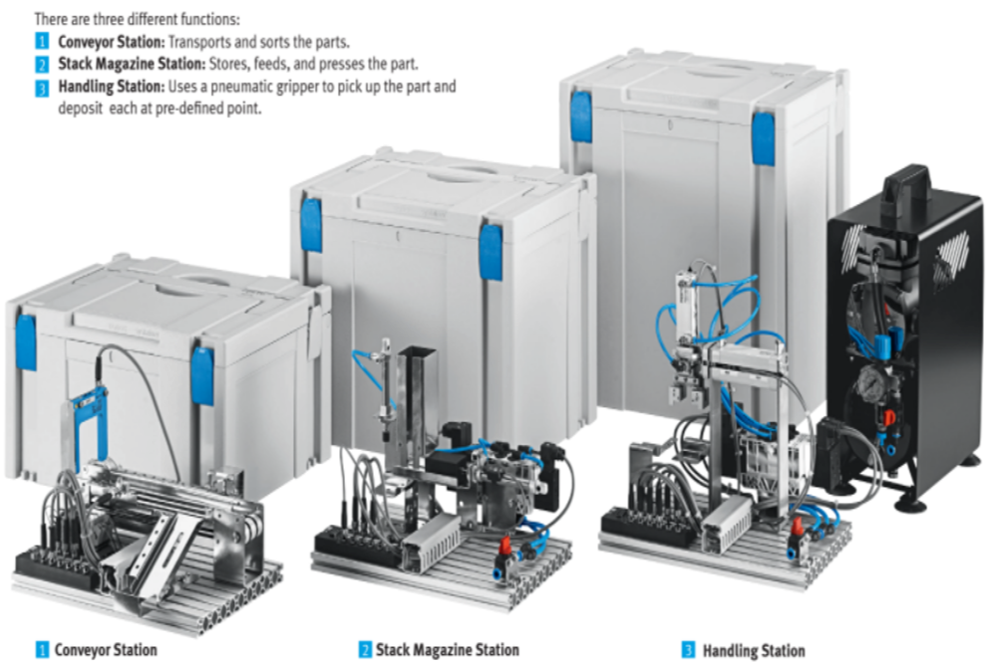 There are three different functions:
1 Conveyor Station: Transports and sorts the parts.
2 Stack Magazine Station: Stores, feeds, and presses the part.
3 Handling Station: Uses a pneumatic gripper to pick up the part and
deposit each at pre-defined point.
1 Conveyor Station
2 Stack Magazine Station
3 Handling Station